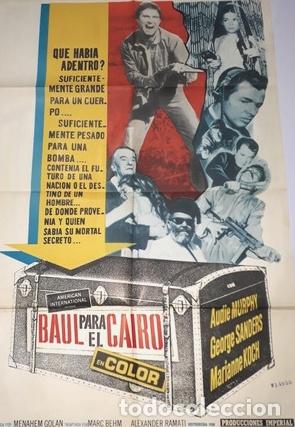 QUE HABIA
ADENTRO?
SUFICIENTE-
MENTE GRANDE
PARA UN CUER-
PO....
SUFICIENTE-
MENTE PESADO
PARA UNA
BOMBA....
CONTENIA EL FU-
TURO DE UNA
NACION O EL DES-
TINO DE UN
HOMBRE...
DE DONDE PROVE-
NIA Y QUIEN
SABIA SU MORTAL
SECRETO...
AMERICAN
INTERNATIONAL
BAUL PARA
EL CAIRO
EN COLOR
Audie MURPHY
George SANDERS
Marianne KOCH
POR MENAHEM GOLAN
POR MARC BEHM
ALEXANDER RAMATI
PRODUCCIONES IMPERIAL
todocoleccion.net